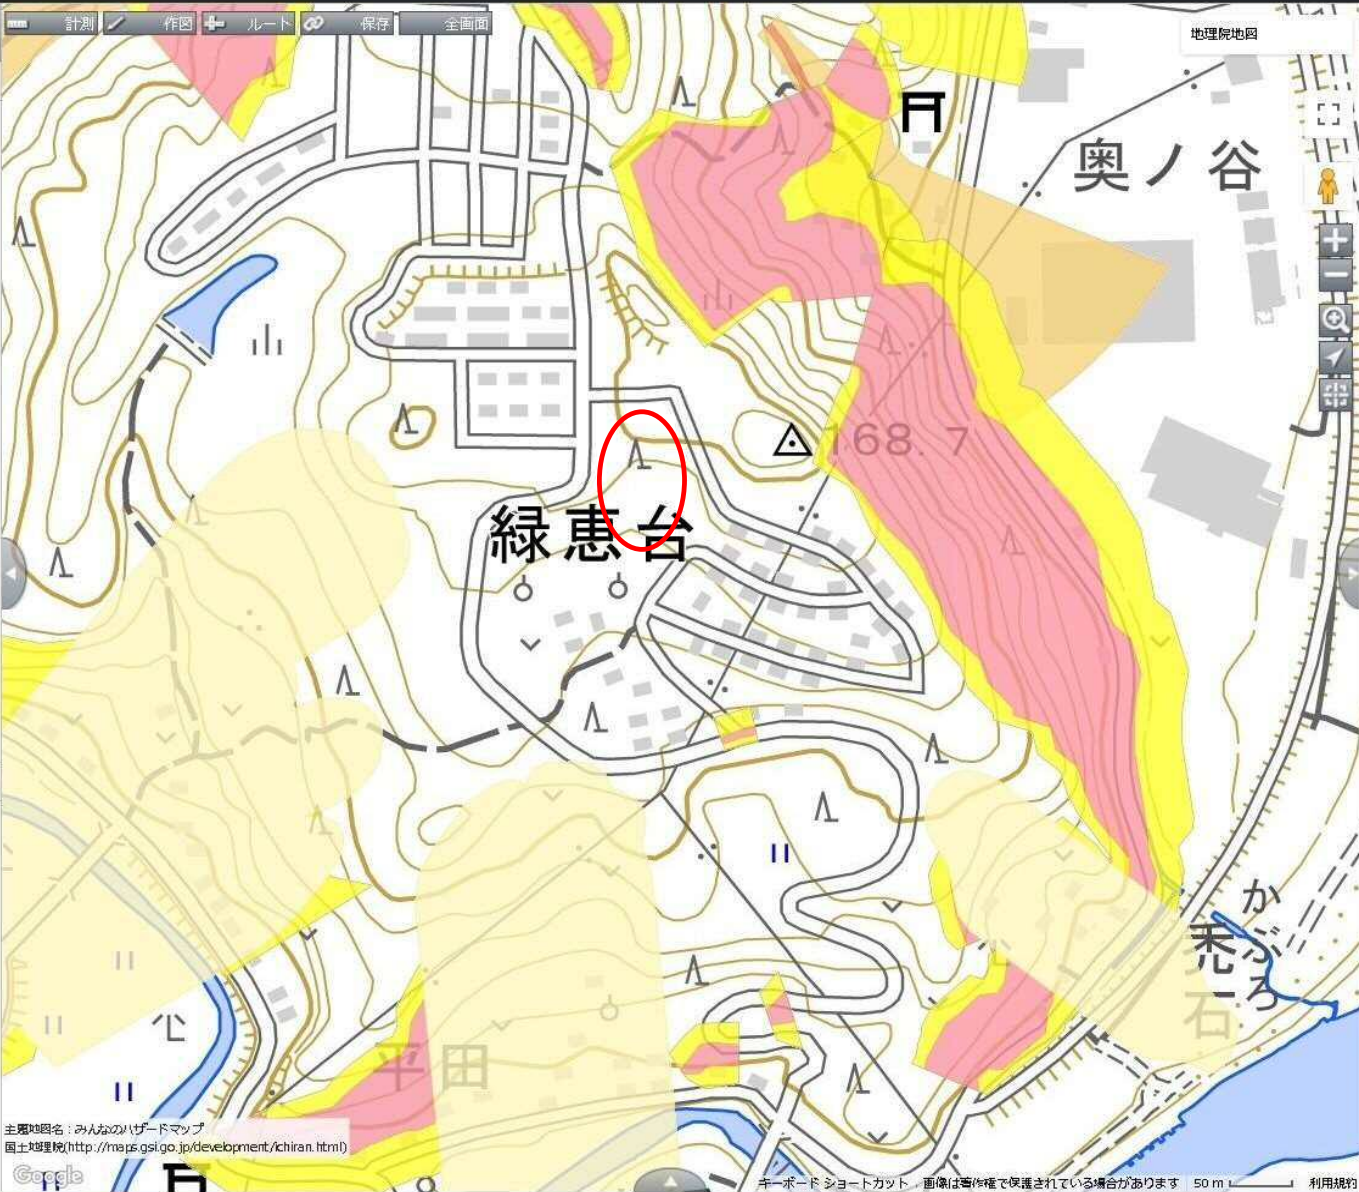 計測 作図 ルート 保存 全画面
地理院地図
奥ノ谷
168.7
緑恵台
かぶろ
禿石
平田
主題地図名:みんなのハザードマップ
国土地理院(http://maps.gsi.go.jp/development/ichiran.html)
Google
キーボード ショートカット 画像は著作権で保護されている場合があります 50 m 利用規約